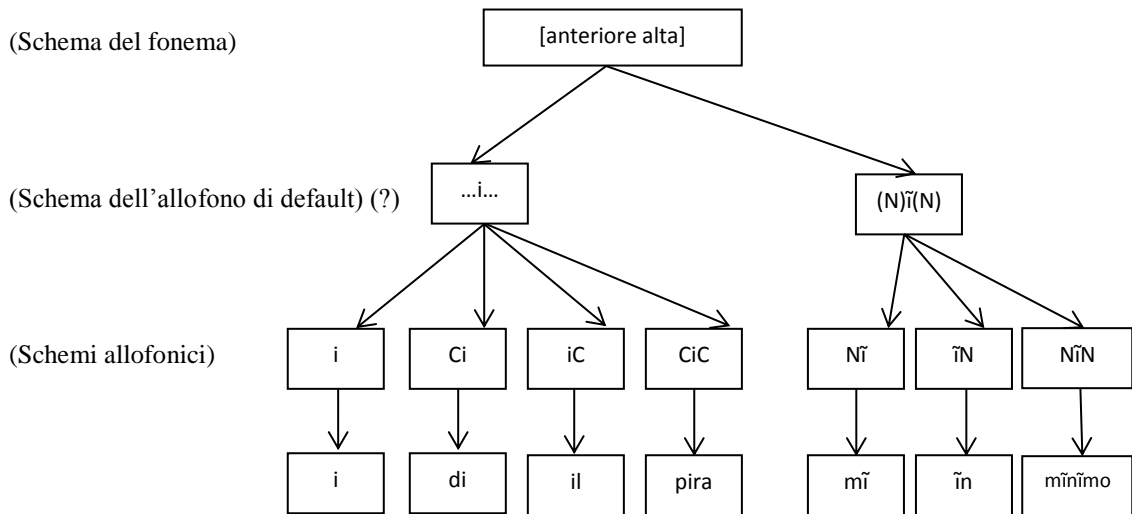 (Schema del fonema) [anteriore alta]
(Schema dell’allofono di default) (?) …i… (N)ĩ(N)
(Schemi allofonici) i Ci iC CiC Nĩ ĩN NĩN
i di il pira mĩ ĩn mĩnĩmo